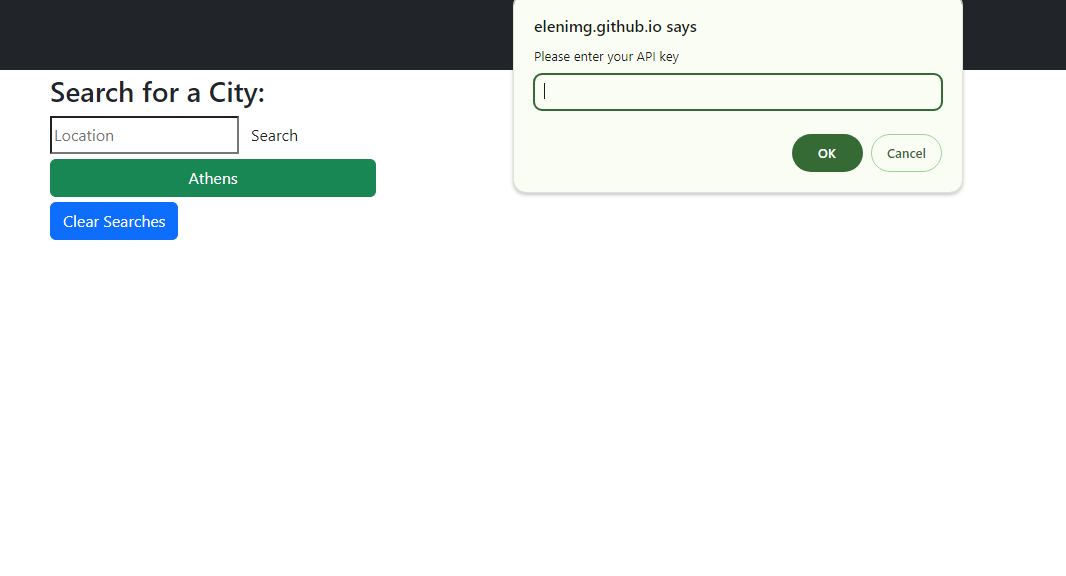 elenimg.github.io says
Please enter your API key
OK
Cancel
Search for a City:
Location
Search
Athens
Clear Searches